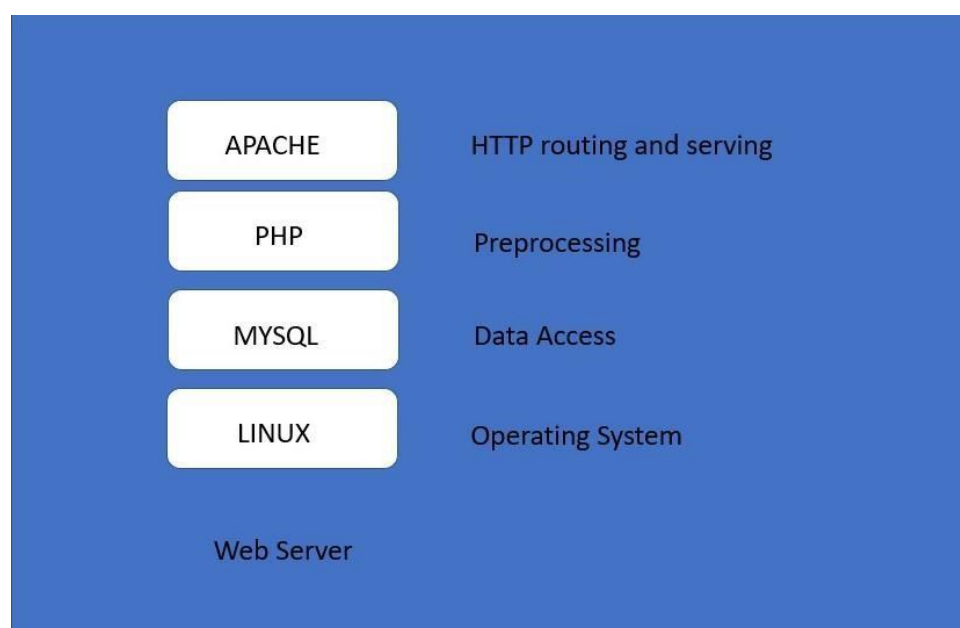 APACHE HTTP routing and serving
PHP Preprocessing
MYSQL Data Access
LINUX Operating System
Web Server